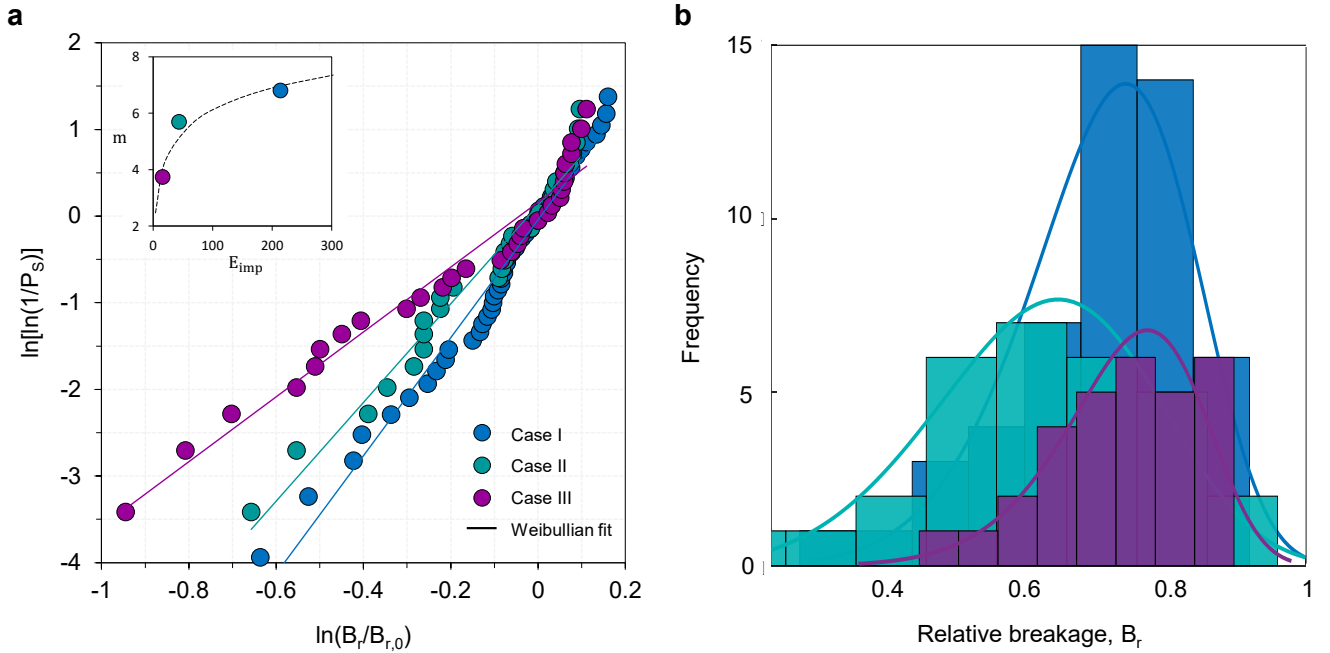 a
b
2
1
0
-1
-2
-3
-4
ln[ln(1/P_S)]
-1
-0.8
-0.6
-0.4
-0.2
0
0.2
ln(B_r/B_{r,0})
8
6
4
2
m
0
100
200
300
E_imp
Case I
Case II
Case III
Weibullian fit
15
10
5
0
Frequency
0.4
0.6
0.8
1
Relative breakage, B_r